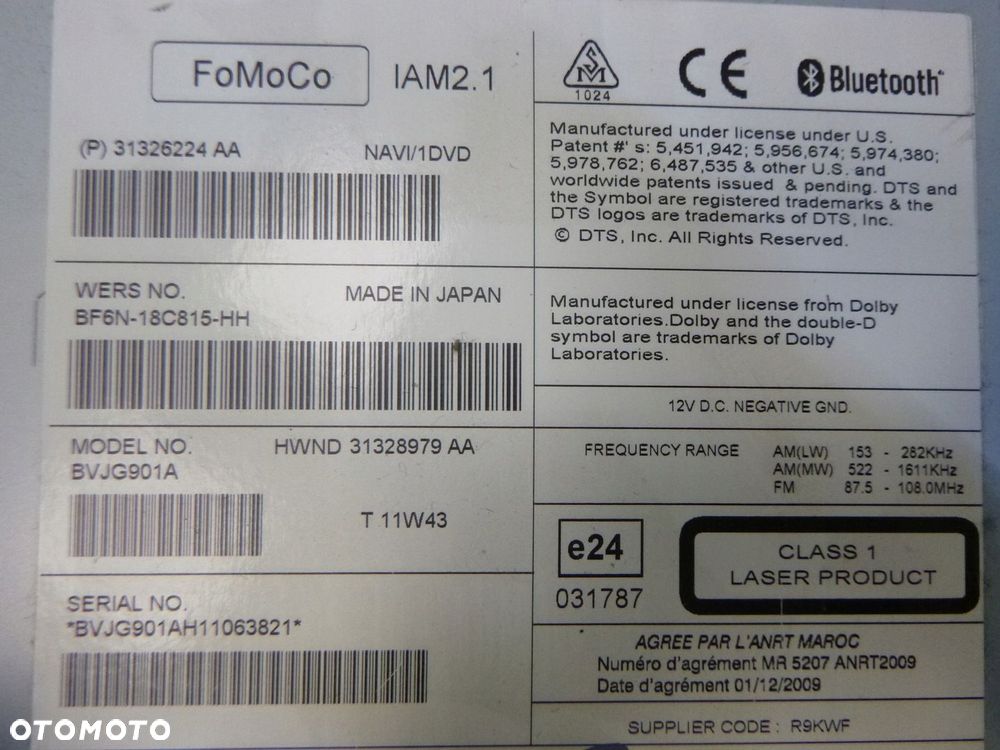 FoMoCo IAM2.1
(P) 31326224 AA NAVI/1DVD
WERS NO. MADE IN JAPAN
BF6N-18C815-HH
MODEL NO. HWND 31328979 AA
BVJG901A
T 11W43
SERIAL NO.
*BVJG901AH11063821*
SM
1024
CE
Bluetooth
Manufactured under license under U.S.
Patent #' s: 5,451,942; 5,956,674; 5,974,380;
5,978,762; 6,487,535 & other U.S. and
worldwide patents issued & pending. DTS and
the Symbol are registered trademarks & the
DTS logos are trademarks of DTS, Inc.
© DTS, Inc. All Rights Reserved.
Manufactured under license from Dolby
Laboratories.Dolby and the double-D
symbol are trademarks of Dolby
Laboratories.
12V D.C. NEGATIVE GND.
FREQUENCY RANGE AM(LW) 153 - 282KHz
AM(MW) 522 - 1611KHz
FM 87.5 - 108.0MHz
e24
031787
CLASS 1
LASER PRODUCT
AGREE PAR L'ANRT MAROC
Numéro d'agrément MR 5207 ANRT2009
Date d'agrément 01/12/2009
SUPPLIER CODE : R9KWF
OTOMOTO